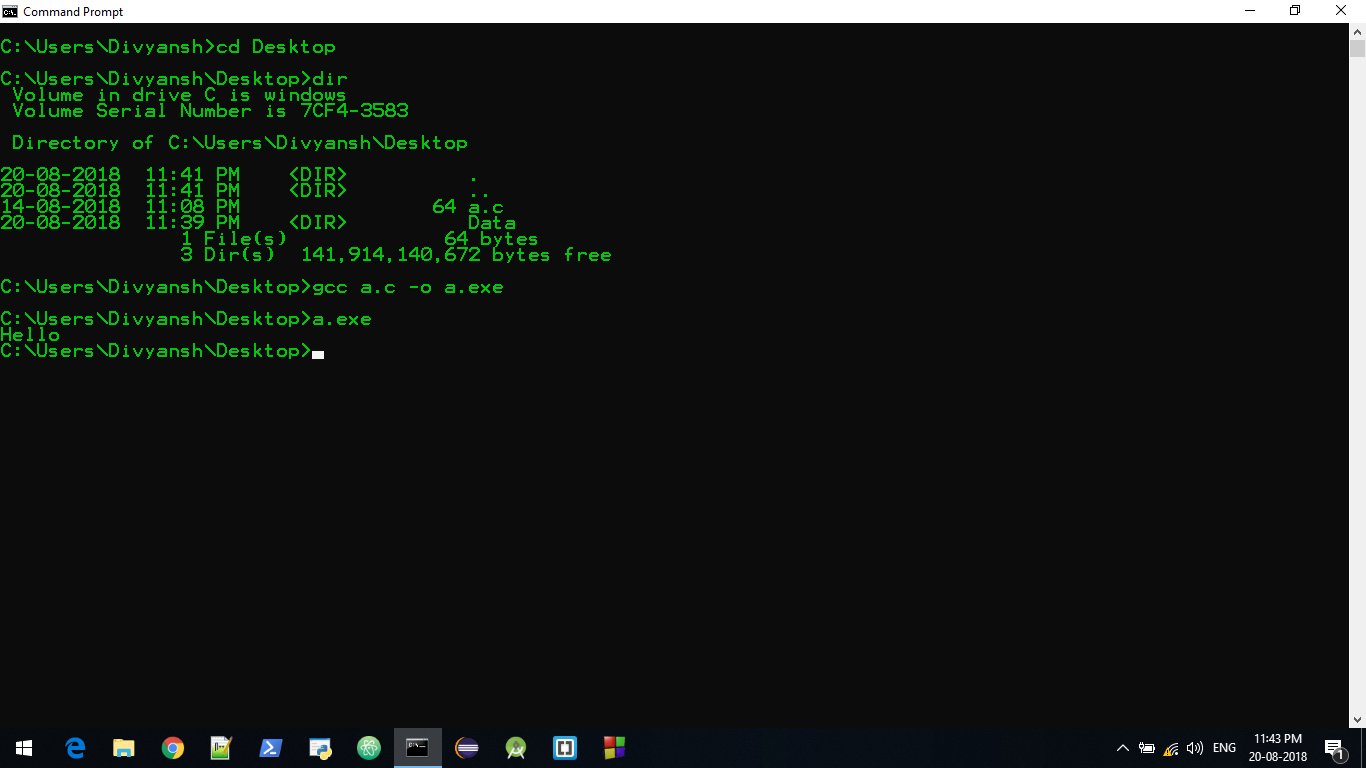 Command Prompt
C:\Users\Divyansh>cd Desktop
C:\Users\Divyansh\Desktop>dir
 Volume in drive C is windows
 Volume Serial Number is 7CF4-3583
 Directory of C:\Users\Divyansh\Desktop
20-08-2018  11:41 PM    <DIR>          .
20-08-2018  11:41 PM    <DIR>          ..
14-08-2018  11:08 PM                64 a.c
20-08-2018  11:39 PM    <DIR>          Data
               1 File(s)             64 bytes
               3 Dir(s)  141,914,140,672 bytes free
C:\Users\Divyansh\Desktop>gcc a.c -o a.exe
C:\Users\Divyansh\Desktop>a.exe
Hello
C:\Users\Divyansh\Desktop>
ENG
11:43 PM
20-08-2018
1